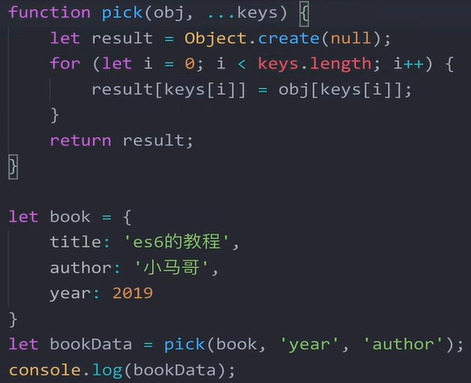 function pick(obj, ...keys) {
    let result = Object.create(null);
    for (let i = 0; i < keys.length; i++) {
        result[keys[i]] = obj[keys[i]];
    }
    return result;
}

let book = {
    title: 'es6的教程',
    author: '小马哥',
    year: 2019
}
let bookData = pick(book, 'year', 'author');
console.log(bookData);